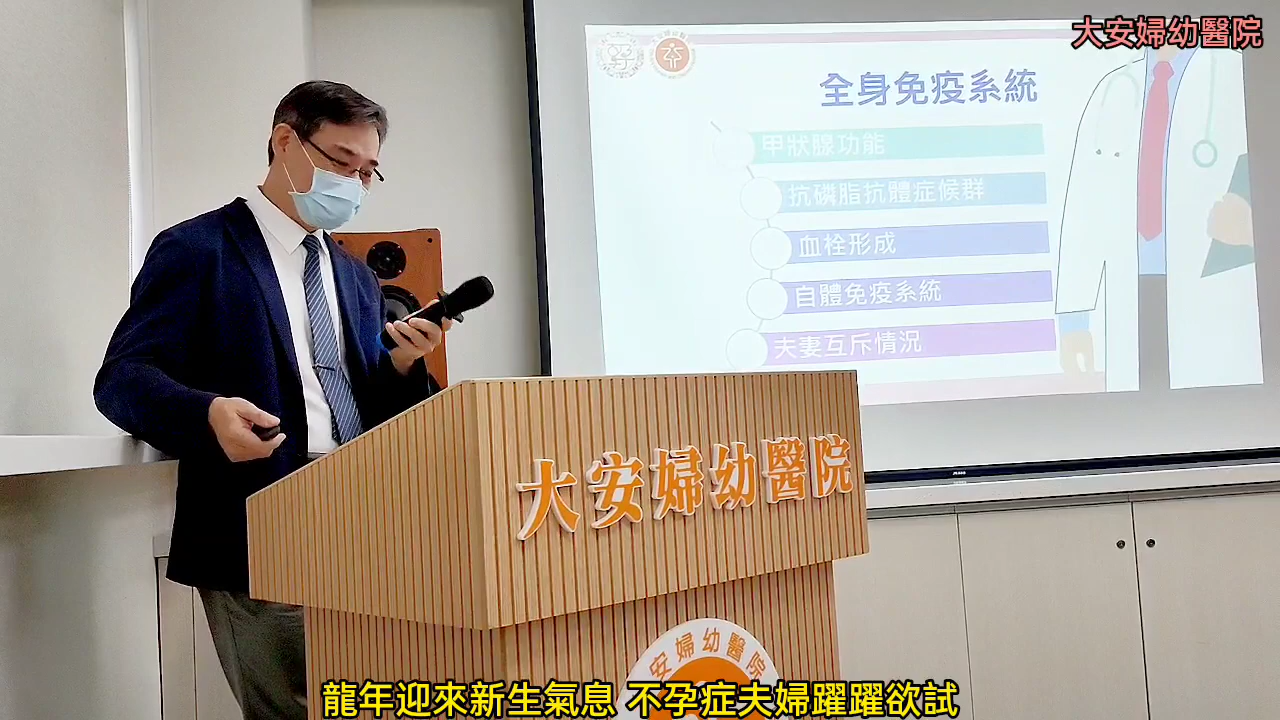 大安婦幼醫院
全身免疫系統
甲狀腺功能
抗磷脂抗體症候群
血栓形成
自體免疫系統
夫妻互斥情況
大安婦幼醫院
安婦幼醫院
龍年迎來新生氣息 不孕症夫婦躍躍欲試